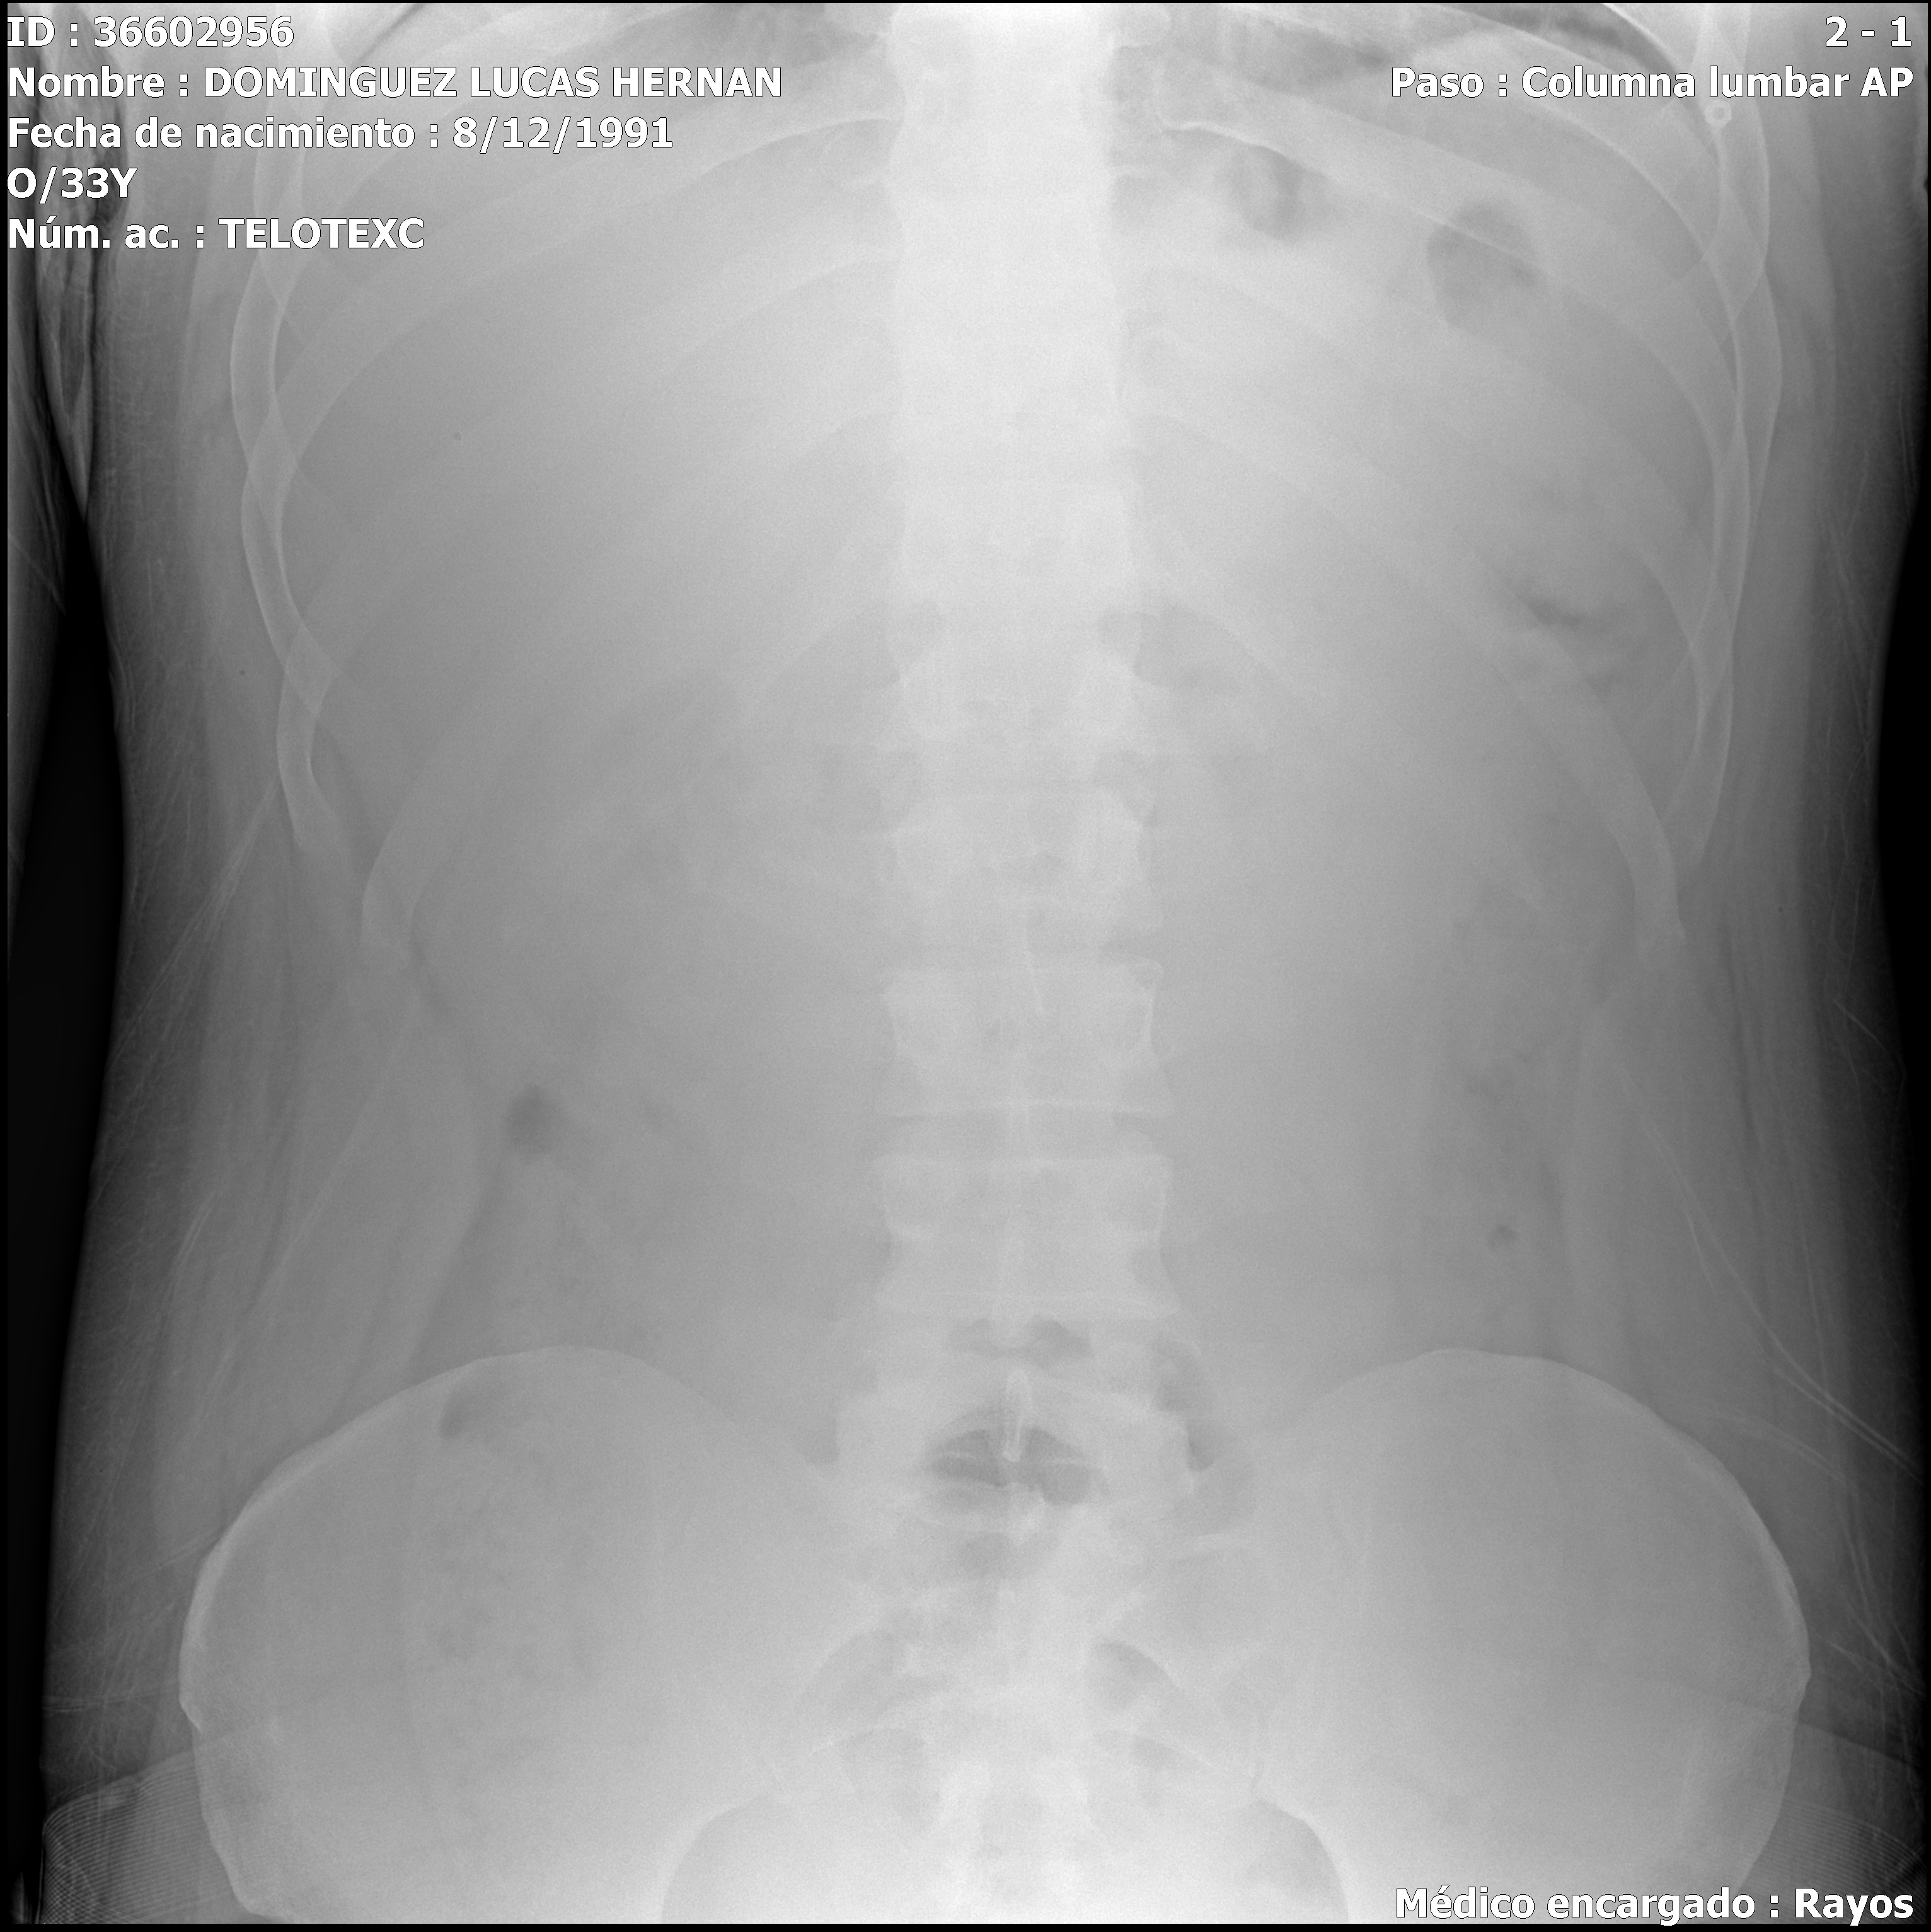 ID : 36602956
Nombre : DOMINGUEZ LUCAS HERNAN
Fecha de nacimiento : 8/12/1991
O/33Y
Núm. ac. : TELOTEXC
2 - 1
Paso : Columna lumbar AP
Médico encargado : Rayos